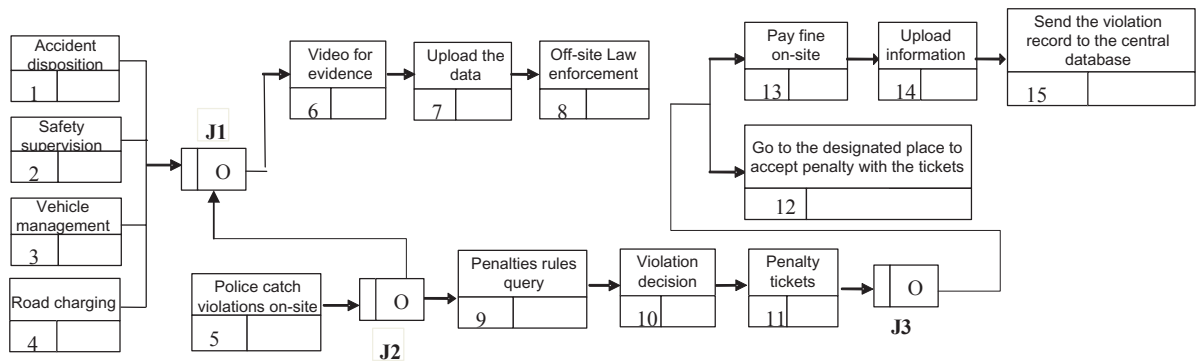 Accident
disposition
1
Safety
supervision
2
Vehicle
management
3
Road charging
4
J1
O
Video for
evidence
6
Upload the
data
7
Off-site Law
enforcement
8
Police catch
violations on-site
5
O
J2
Penalties rules
query
9
Violation
decision
10
Penalty
tickets
11
O
J3
Pay fine
on-site
13
Upload
information
14
Send the violation
record to the central
database
15
Go to the designated place to
accept penalty with the tickets
12